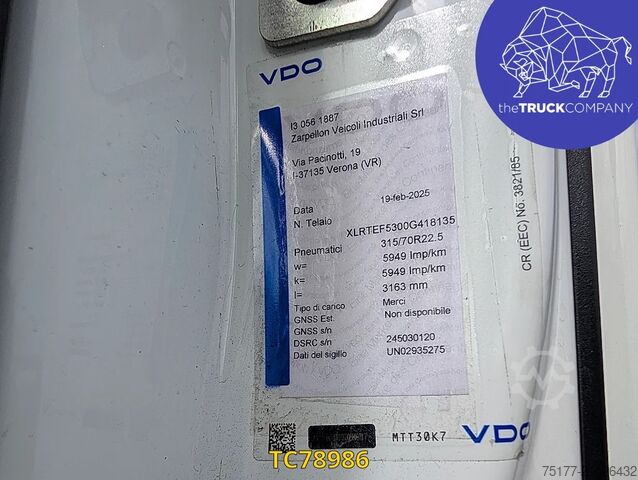 VDO
theTRUCKCOMPANY
I3 056 1887
Zarpellon Veicoli Industriali Srl
Via Pacinotti, 19
I-37135 Verona (VR)
Data 19-feb-2025
N. Telaio XLRTEF5300G418135
Pneumatici 315/70R22.5
w= 5949 Imp/km
k= 5949 Imp/km
l= 3163 mm
Tipo di carico Merci
GNSS Est. Non disponibile
GNSS s/n
DSRC s/n 245030120
Dati del sigillo UN02935275
CR (EEC) No. 3821/85
MTT30K7 VDO
TC78986